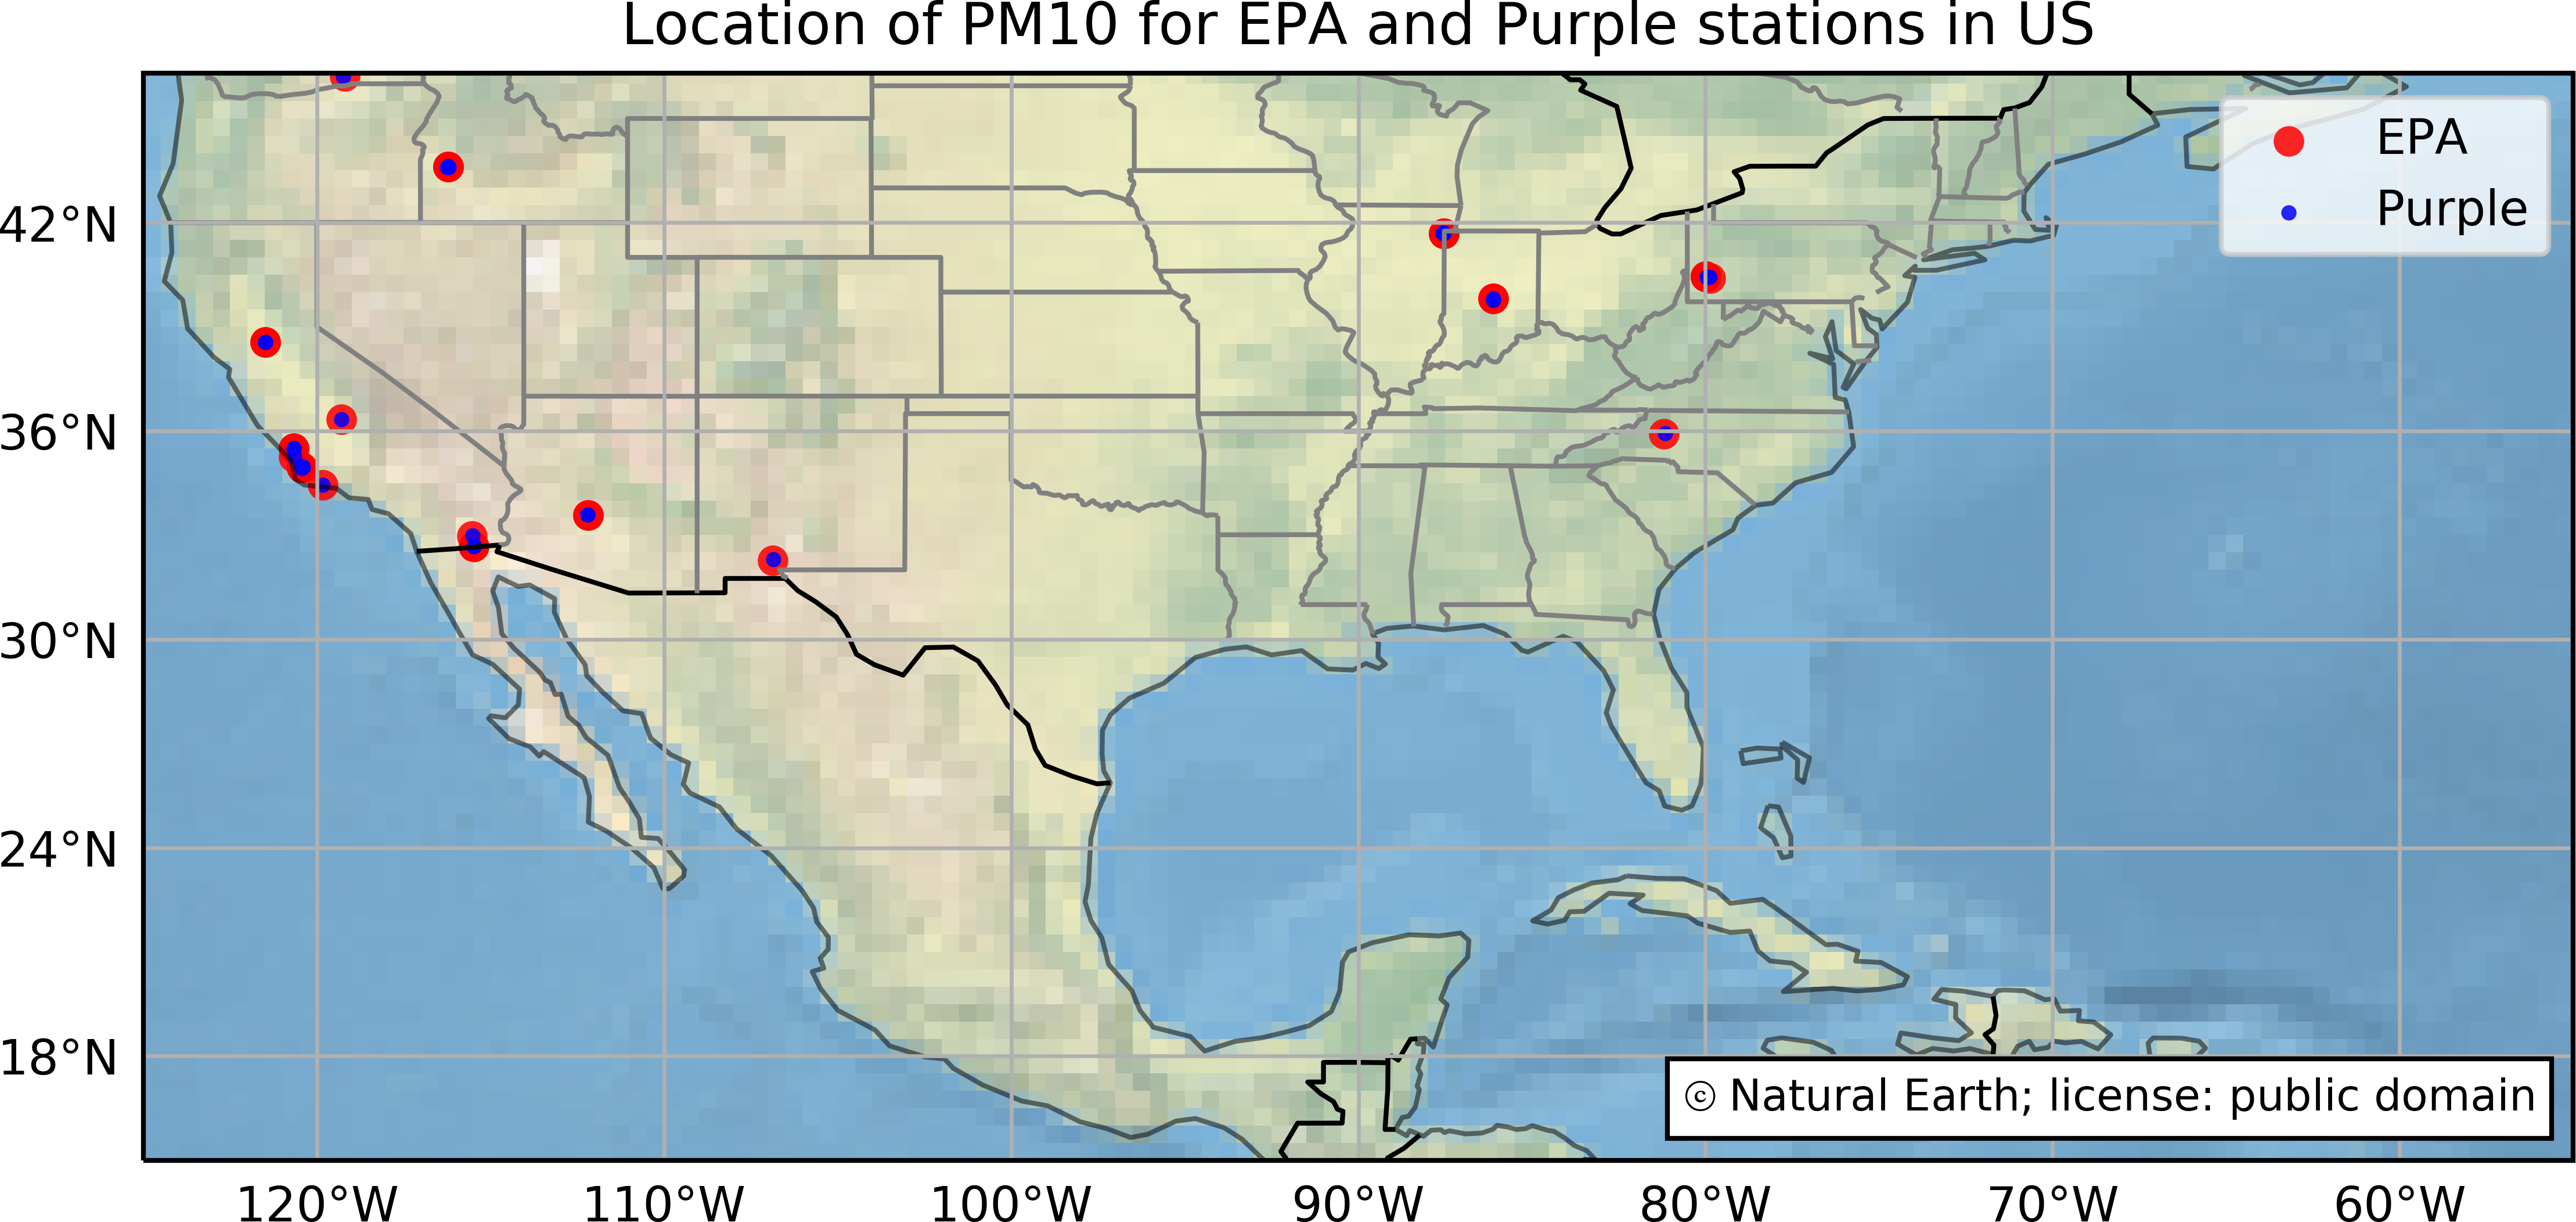 Location of PM10 for EPA and Purple stations in US
EPA
Purple
42°N
36°N
30°N
24°N
18°N
© Natural Earth; license: public domain
120°W
110°W
100°W
90°W
80°W
70°W
60°W